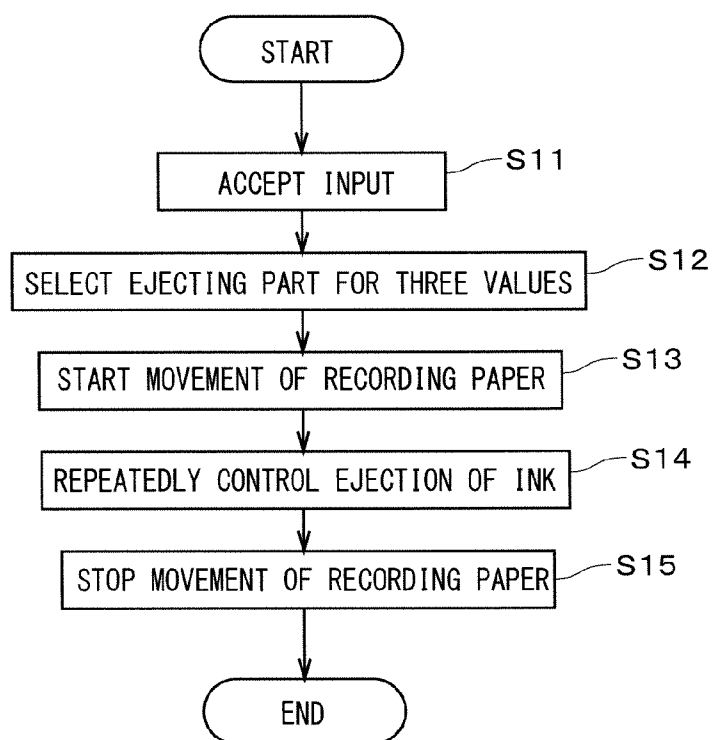 START
S11
ACCEPT INPUT
S12
SELECT EJECTING PART FOR THREE VALUES
S13
START MOVEMENT OF RECORDING PAPER
S14
REPEATEDLY CONTROL EJECTION OF INK
S15
STOP MOVEMENT OF RECORDING PAPER
END